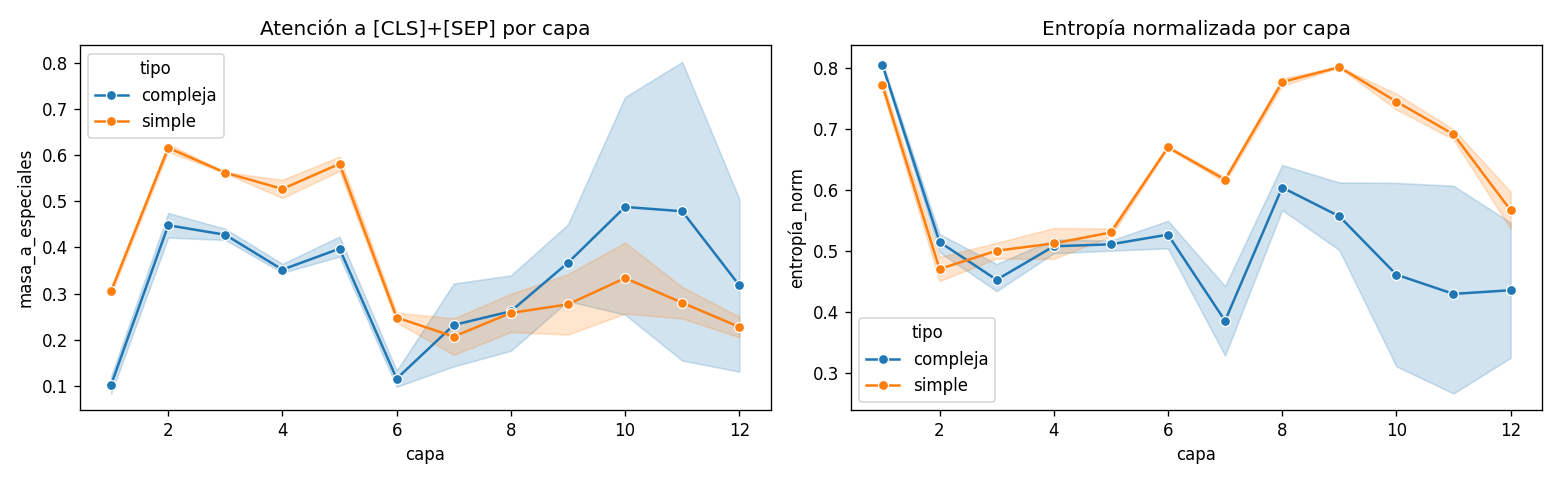 Atención a [CLS]+[SEP] por capa
tipo
compleja
simple
masa_a_especiales
0.8
0.7
0.6
0.5
0.4
0.3
0.2
0.1
2 4 6 8 10 12
capa
Entropía normalizada por capa
entropía_norm
0.8
0.7
0.6
0.5
0.4
0.3
tipo
compleja
simple
2 4 6 8 10 12
capa